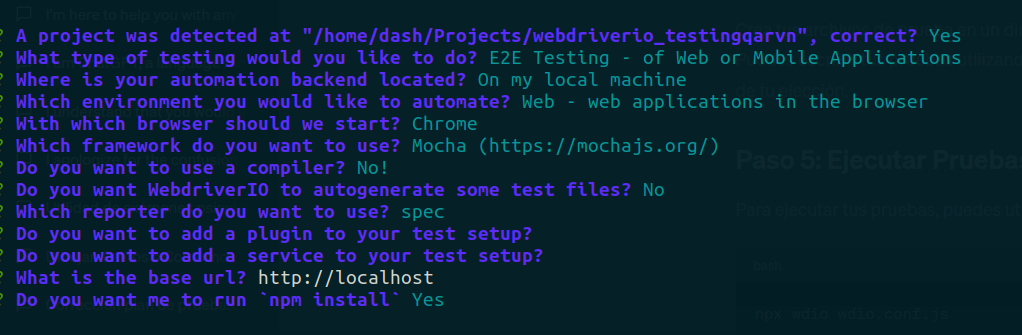 I'm here to help you with any
? A project was detected at "/home/dash/Projects/webdriverio_testingqarvn", correct? Yes
? What type of testing would you like to do? E2E Testing - of Web or Mobile Applications
? Where is your automation backend located? On my local machine
? Which environment you would like to automate? Web - web applications in the browser
? With which browser should we start? Chrome
? Which framework do you want to use? Mocha (https://mochajs.org/)
? Do you want to use a compiler? No!
Paso 5: Ejecutar Prueba
? Do you want WebdriverIO to autogenerate some test files? No
? Which reporter do you want to use? spec
Para ejecutar tus pruebas, puedes ut
? Do you want to add a plugin to your test setup?
? Do you want to add a service to your test setup?
bash
? What is the base url? http://localhost
? Do you want me to run `npm install` Yes
npx wdio wdio.conf.js